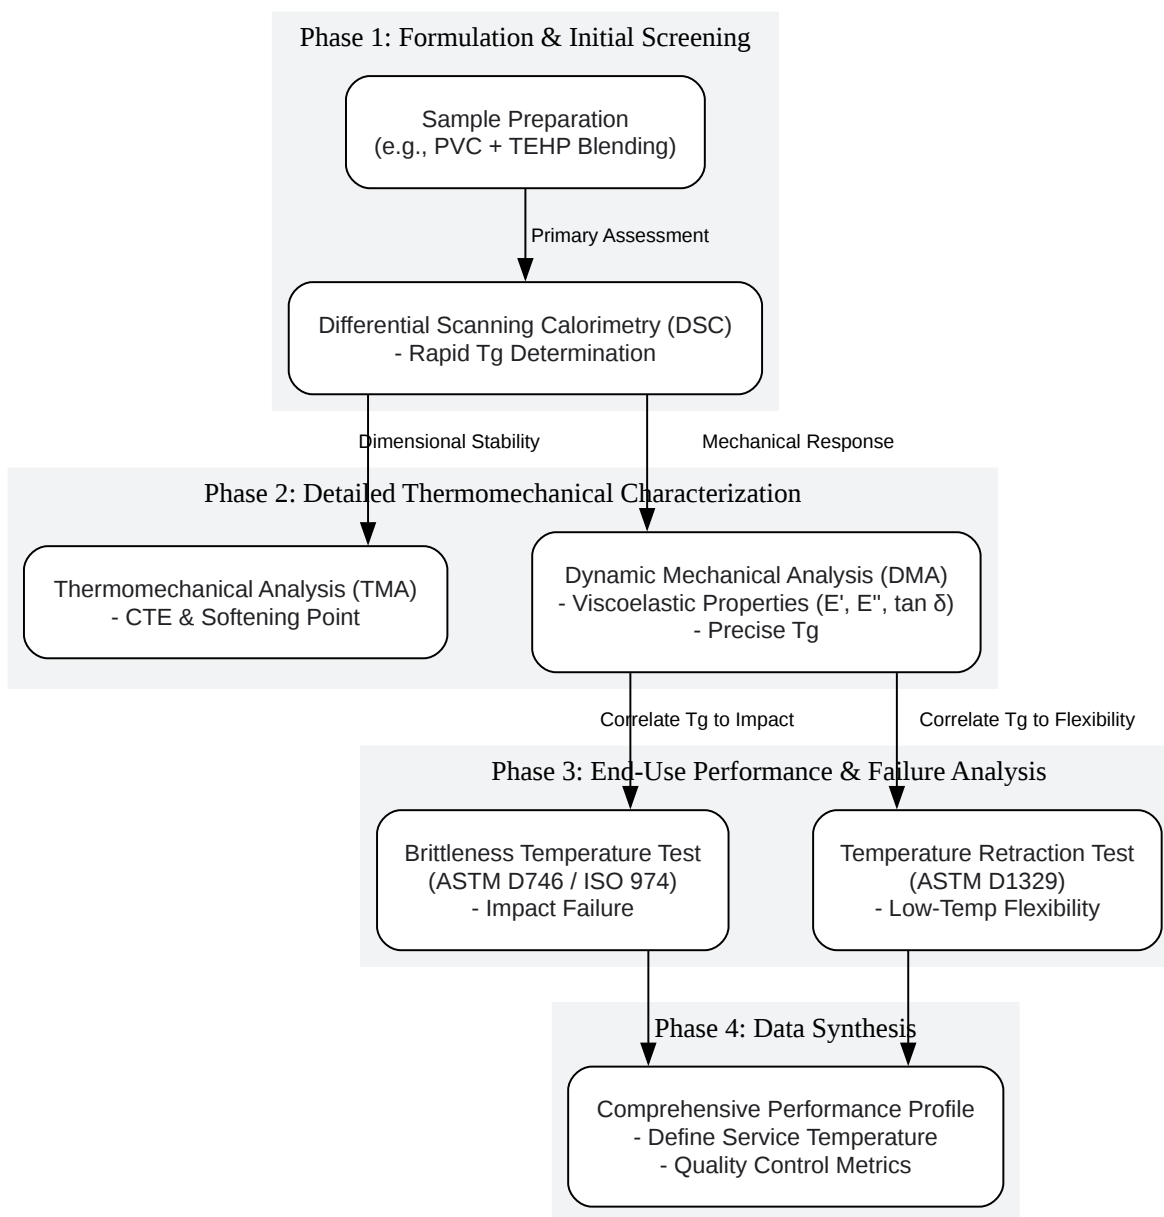 Phase 1: Formulation & Initial Screening
Sample Preparation
(e.g., PVC + TEHP Blending)
Primary Assessment
Differential Scanning Calorimetry (DSC)
- Rapid Tg Determination
Dimensional Stability
Mechanical Response
Phase 2: Detailed Thermomechanical Characterization
Thermomechanical Analysis (TMA)
- CTE & Softening Point
Dynamic Mechanical Analysis (DMA)
- Viscoelastic Properties (E', E'', tan δ)
- Precise Tg
Correlate Tg to Impact
Correlate Tg to Flexibility
Phase 3: End-Use Performance & Failure Analysis
Brittleness Temperature Test
(ASTM D746 / ISO 974)
- Impact Failure
Temperature Retraction Test
(ASTM D1329)
- Low-Temp Flexibility
Phase 4: Data Synthesis
Comprehensive Performance Profile
- Define Service Temperature
- Quality Control Metrics